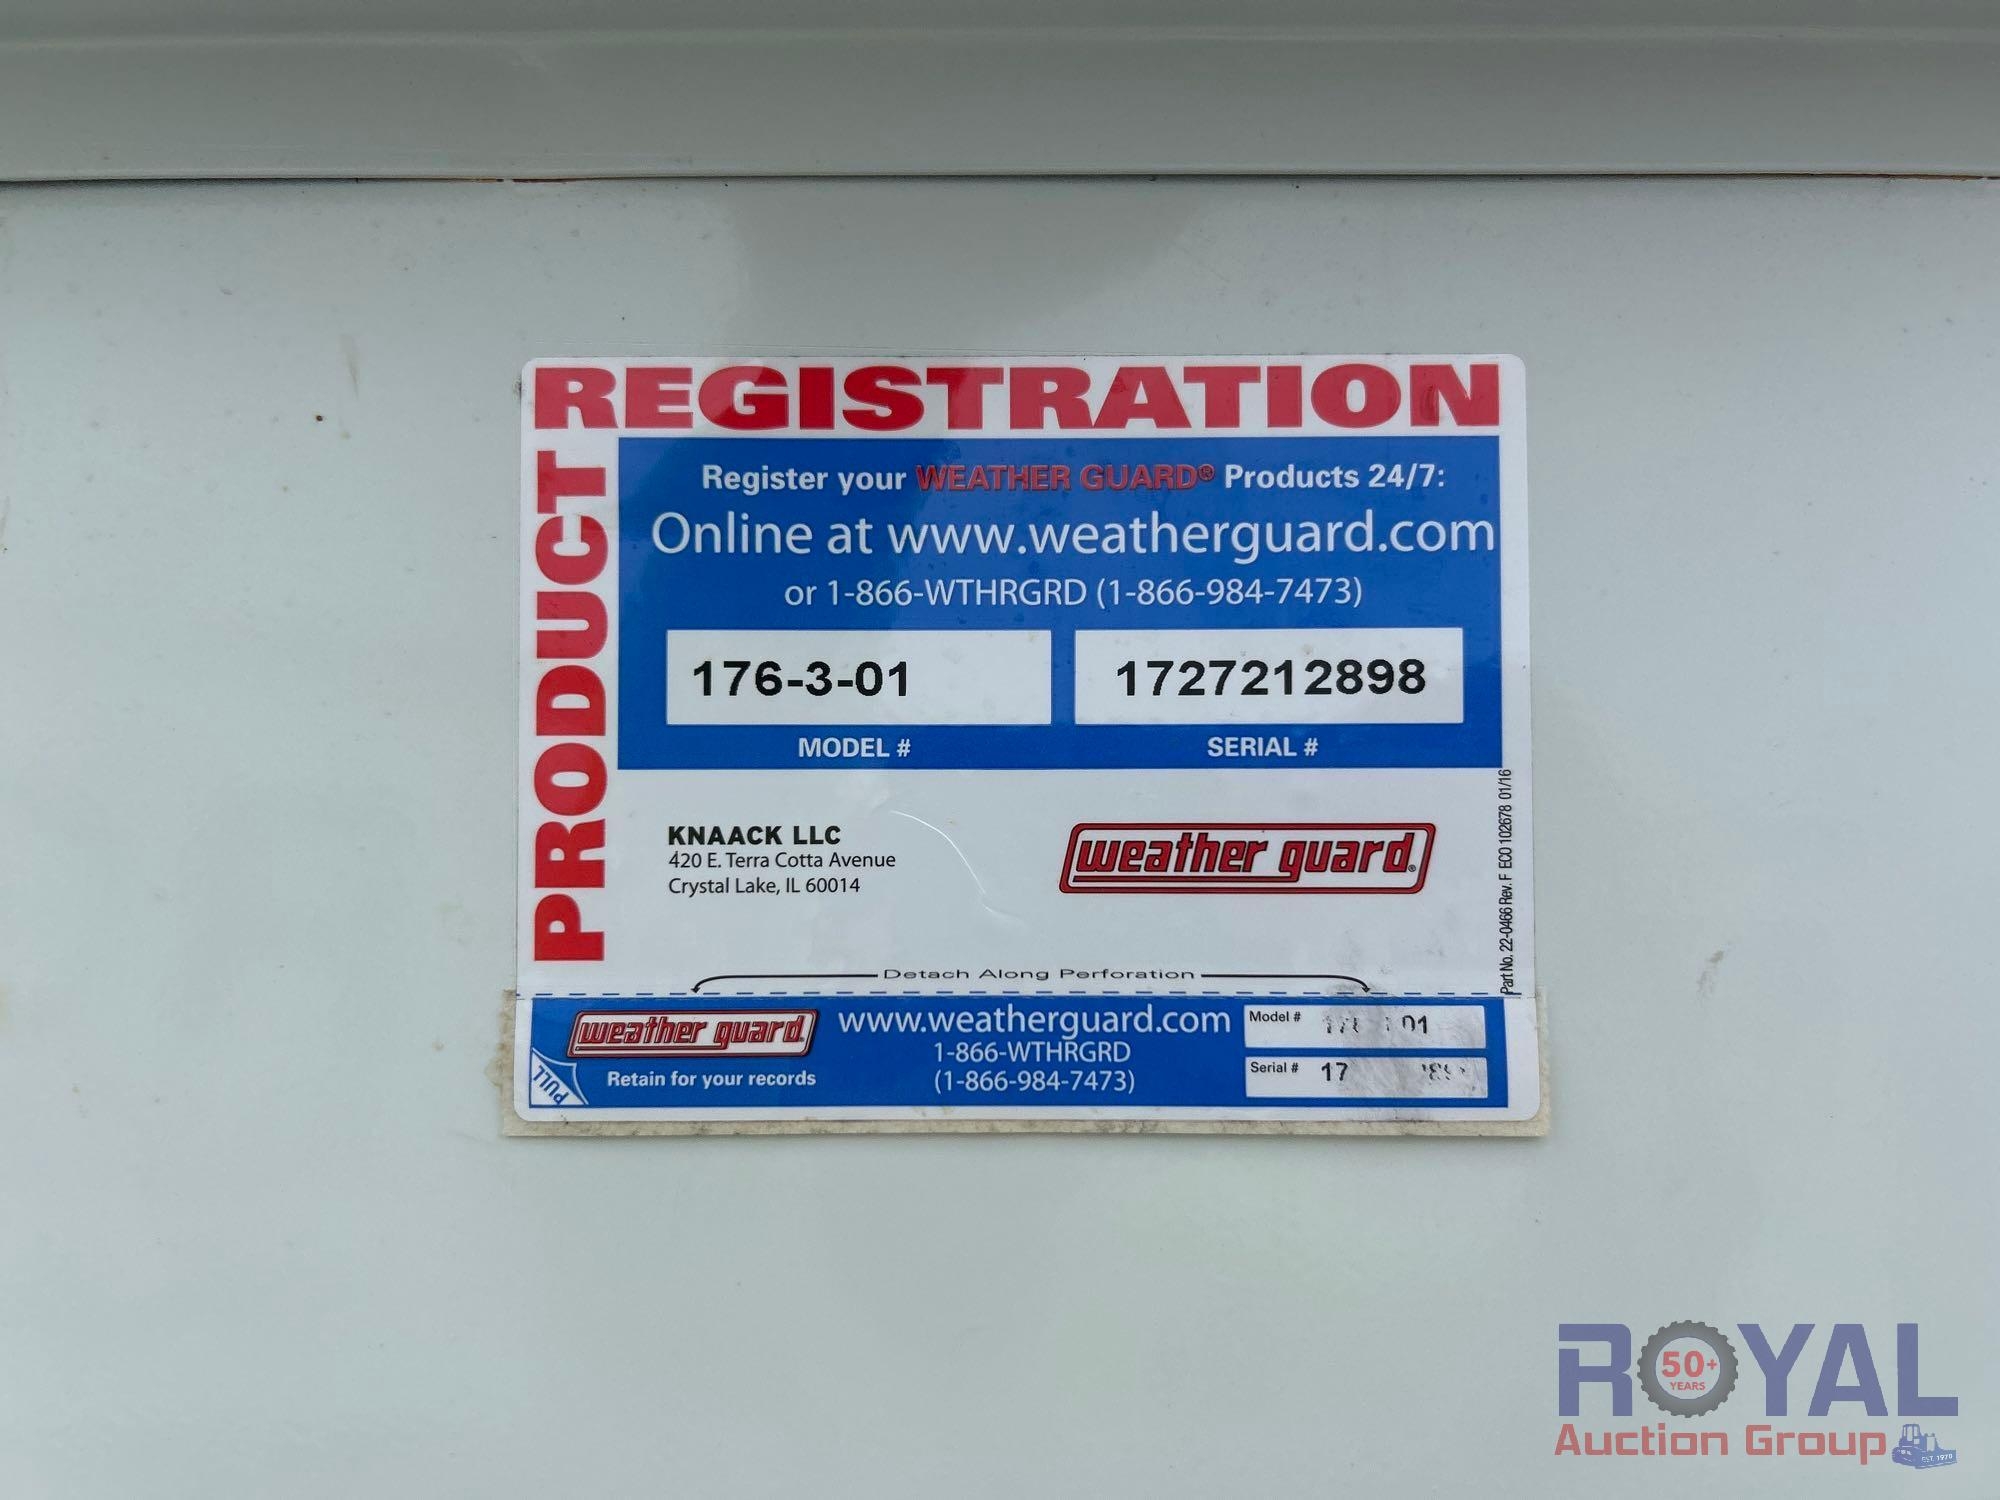 PRODUCT REGISTRATION
Register your WEATHER GUARD® Products 24/7:
Online at www.weatherguard.com
or 1-866-WTHRGRD (1-866-984-7473)
176-3-01
1727212898
MODEL #
SERIAL #
KNAACK LLC
420 E. Terra Cotta Avenue
Crystal Lake, IL 60014
weather guard®
Part No. 22-0466 Rev. F ECO 102678 01/16
Detach Along Perforation
PULL
weather guard®
Retain for your records
www.weatherguard.com
1-866-WTHRGRD
(1-866-984-7473)
Model # 01
Serial # 17
ROYAL
50+
YEARS
Auction Group
EST. 1970